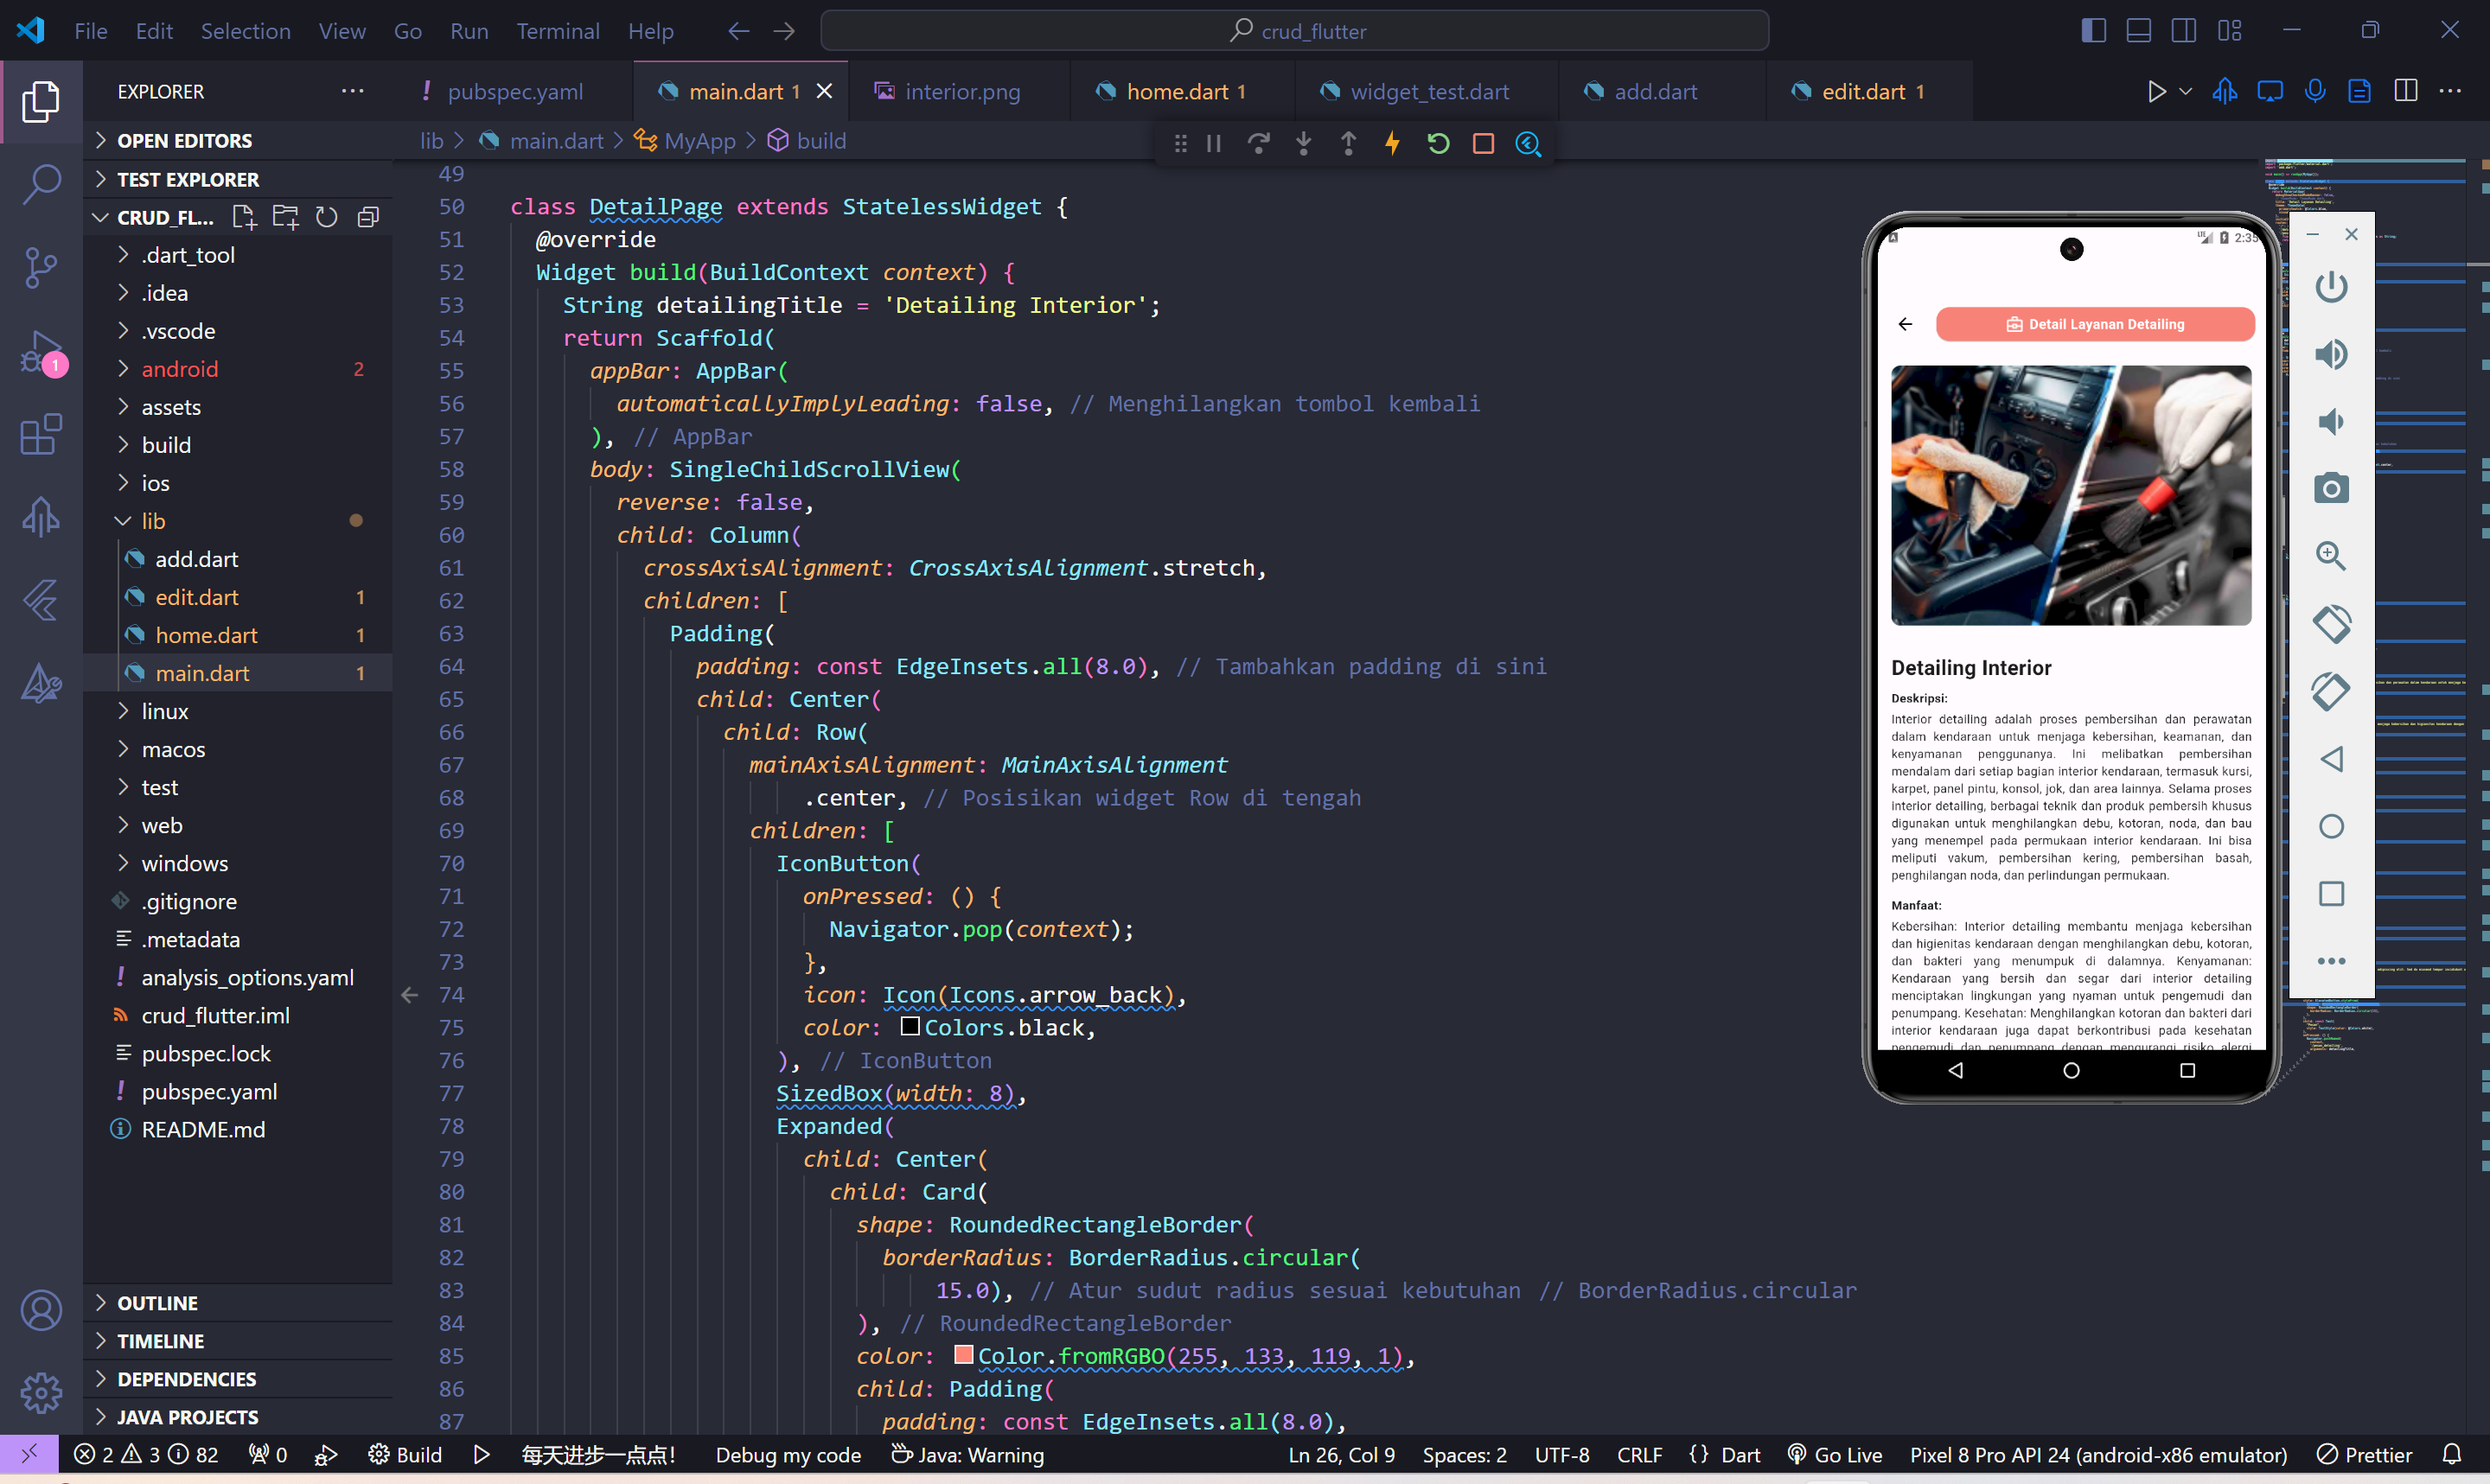 File Edit Selection View Go Run Terminal Help
crud_flutter
EXPLORER
pubspec.yaml
main.dart 1
interior.png
home.dart 1
widget_test.dart
add.dart
edit.dart 1
lib > main.dart > MyApp > build
OPEN EDITORS
TEST EXPLORER
CRUD_FL...
.dart_tool
.idea
.vscode
android 2
assets
build
ios
lib
add.dart
edit.dart 1
home.dart 1
main.dart 1
linux
macos
test
web
windows
.gitignore
.metadata
analysis_options.yaml
crud_flutter.iml
pubspec.lock
pubspec.yaml
README.md
OUTLINE
TIMELINE
DEPENDENCIES
JAVA PROJECTS
1
49
50 class DetailPage extends StatelessWidget {
51 @override
52 Widget build(BuildContext context) {
53 String detailingTitle = 'Detailing Interior';
54 return Scaffold(
55 appBar: AppBar(
56 automaticallyImplyLeading: false, // Menghilangkan tombol kembali
57 ), // AppBar
58 body: SingleChildScrollView(
59 reverse: false,
60 child: Column(
61 crossAxisAlignment: CrossAxisAlignment.stretch,
62 children: [
63 Padding(
64 padding: const EdgeInsets.all(8.0), // Tambahkan padding di sini
65 child: Center(
66 child: Row(
67 mainAxisAlignment: MainAxisAlignment
68 .center, // Posisikan widget Row di tengah
69 children: [
70 IconButton(
71 onPressed: () {
72 Navigator.pop(context);
73 },
74 icon: Icon(Icons.arrow_back),
75 color: Colors.black,
76 ), // IconButton
77 SizedBox(width: 8),
78 Expanded(
79 child: Center(
80 child: Card(
81 shape: RoundedRectangleBorder(
82 borderRadius: BorderRadius.circular(
83 15.0), // Atur sudut radius sesuai kebutuhan // BorderRadius.circular
84 ), // RoundedRectangleBorder
85 color: Color.fromRGBO(255, 133, 119, 1),
86 child: Padding(
87 padding: const EdgeInsets.all(8.0),
LTE 2:35
Detail Layanan Detailing
Detailing Interior
Deskripsi:
Interior detailing adalah proses pembersihan dan perawatan
dalam kendaraan untuk menjaga kebersihan, keamanan, dan
kenyamanan penggunanya. Ini melibatkan pembersihan
mendalam dari setiap bagian interior kendaraan, termasuk kursi,
karpet, panel pintu, konsol, jok, dan area lainnya. Selama proses
interior detailing, berbagai teknik dan produk pembersih khusus
digunakan untuk menghilangkan debu, kotoran, noda, dan bau
yang menempel pada permukaan interior kendaraan. Ini bisa
meliputi vakum, pembersihan kering, pembersihan basah,
penghilangan noda, dan perlindungan permukaan.
Manfaat:
Kebersihan: Interior detailing membantu menjaga kebersihan
dan higienitas kendaraan dengan menghilangkan debu, kotoran,
dan bakteri yang menumpuk di dalamnya. Kenyamanan:
Kendaraan yang bersih dan segar dari interior detailing
menciptakan lingkungan yang nyaman untuk pengemudi dan
penumpang. Kesehatan: Menghilangkan kotoran dan bakteri dari
interior kendaraan juga dapat berkontribusi pada kesehatan
pengemudi dan penumpang dengan mengurangi risiko alergi
2 3 82 0 Build 每天进步一点点! Debug my code Java: Warning Ln 26, Col 9 Spaces: 2 UTF-8 CRLF {} Dart Go Live Pixel 8 Pro API 24 (android-x86 emulator) Prettier